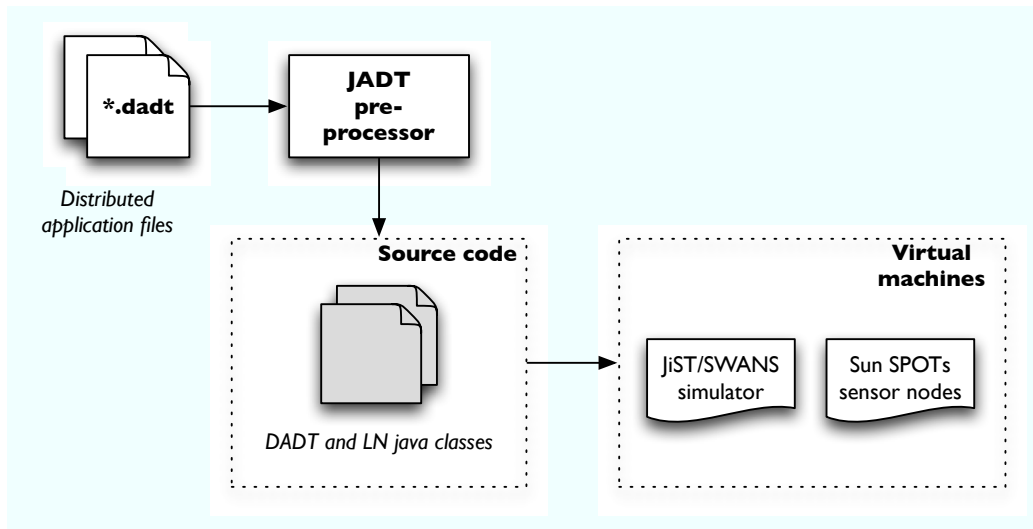 *.dadt
JADT
pre-
processor
Distributed
application files
Source code
DADT and LN java classes
Virtual
machines
JiST/SWANS
simulator
Sun SPOTs
sensor nodes